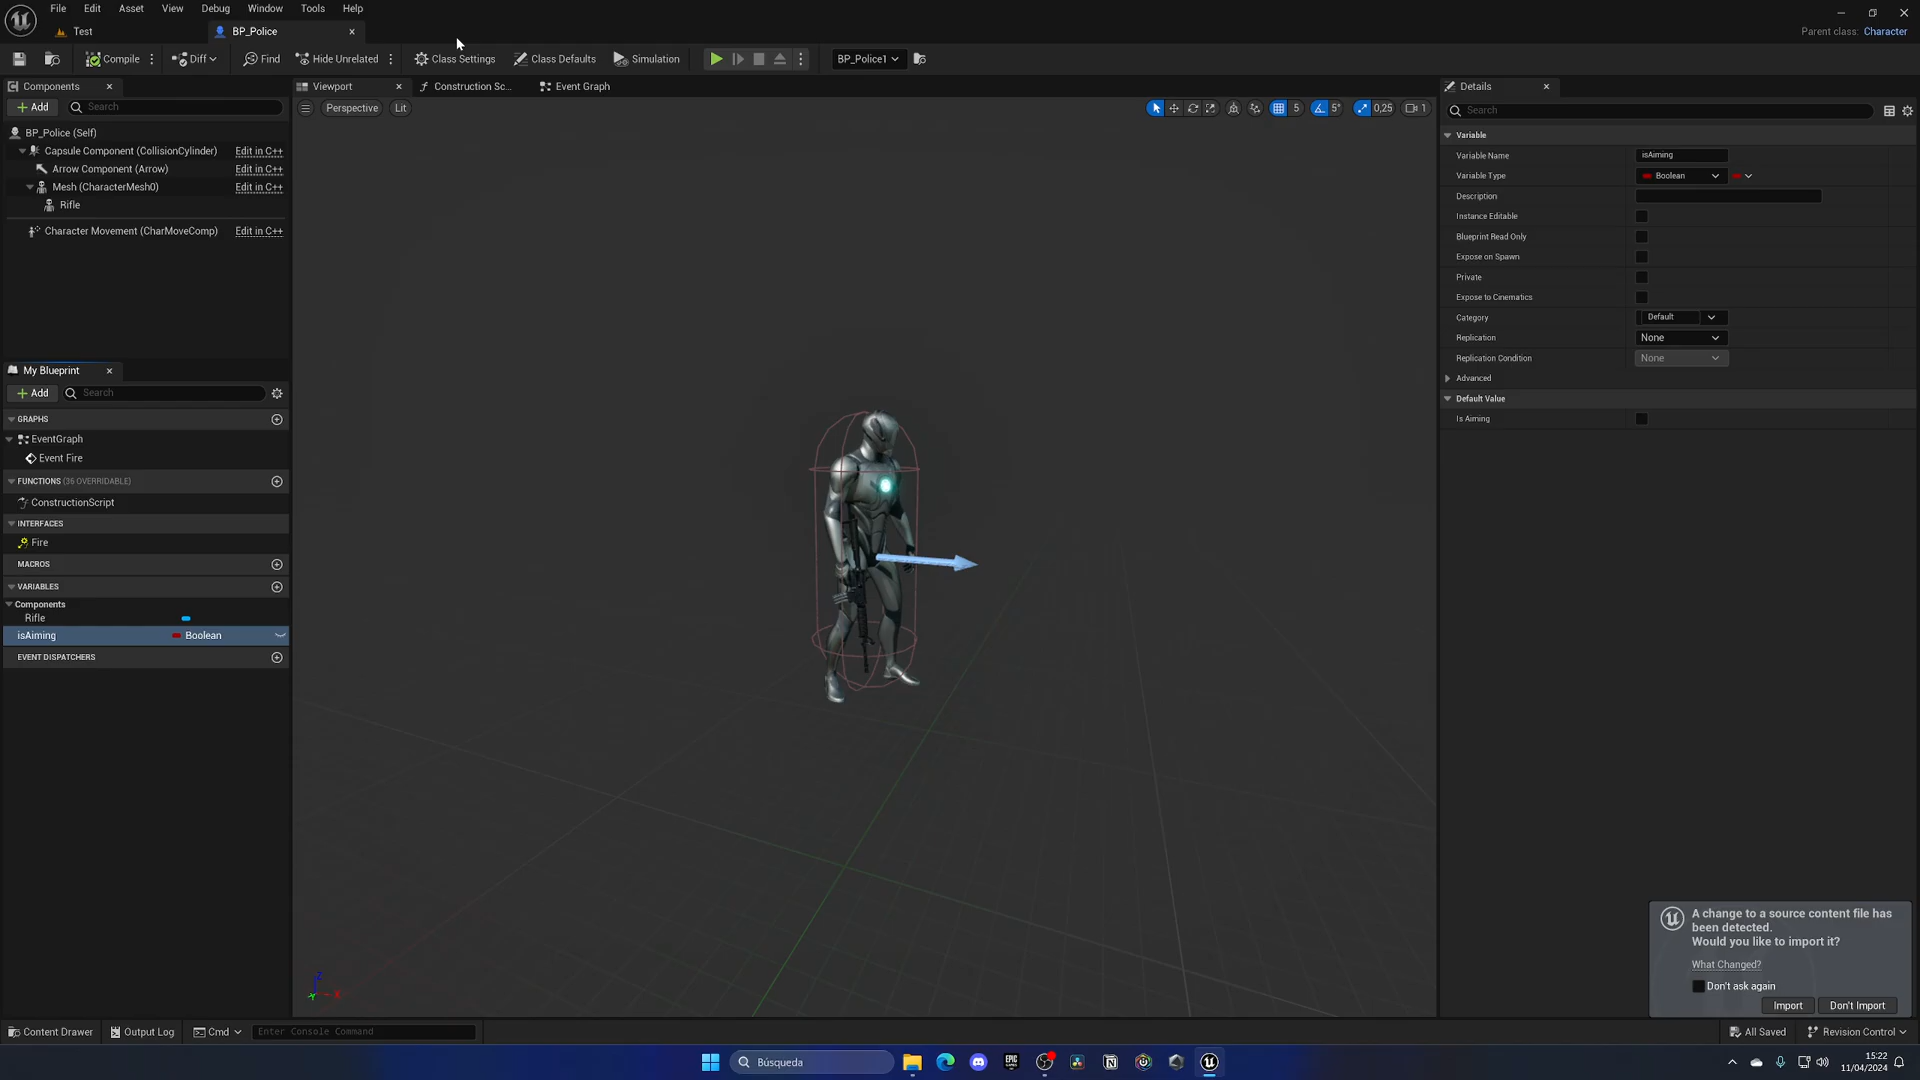 File Edit Asset View Debug Window Tools Help
Test
BP_Police
Parent class: Character
Compile
Diff
Find
Hide Unrelated
Class Settings
Class Defaults
Simulation
BP_Police1
Components
Add
Search
BP_Police (Self)
Capsule Component (CollisionCylinder) Edit in C++
Arrow Component (Arrow) Edit in C++
Mesh (CharacterMesh0) Edit in C++
Rifle
Character Movement (CharMoveComp) Edit in C++
My Blueprint
Add
Search
GRAPHS
EventGraph
Event Fire
FUNCTIONS (36 OVERRIDABLE)
ConstructionScript
INTERFACES
Fire
MACROS
VARIABLES
Components
Rifle
isAiming Boolean
EVENT DISPATCHERS
Viewport
Construction Sc...
Event Graph
Perspective
Lit
5
5°
0,25
1
Details
Search
Variable
Variable Name isAiming
Variable Type Boolean
Description
Instance Editable
Blueprint Read Only
Expose on Spawn
Private
Expose to Cinematics
Category Default
Replication None
Replication Condition None
Advanced
Default Value
Is Aiming
Z
X
Y
A change to a source content file has
been detected.
Would you like to import it?
What Changed?
Don't ask again
Import Don't Import
Content Drawer
Output Log
Cmd
Enter Console Command
All Saved
Revision Control
Búsqueda
EPIC
GAMES
15:22
11/04/2024